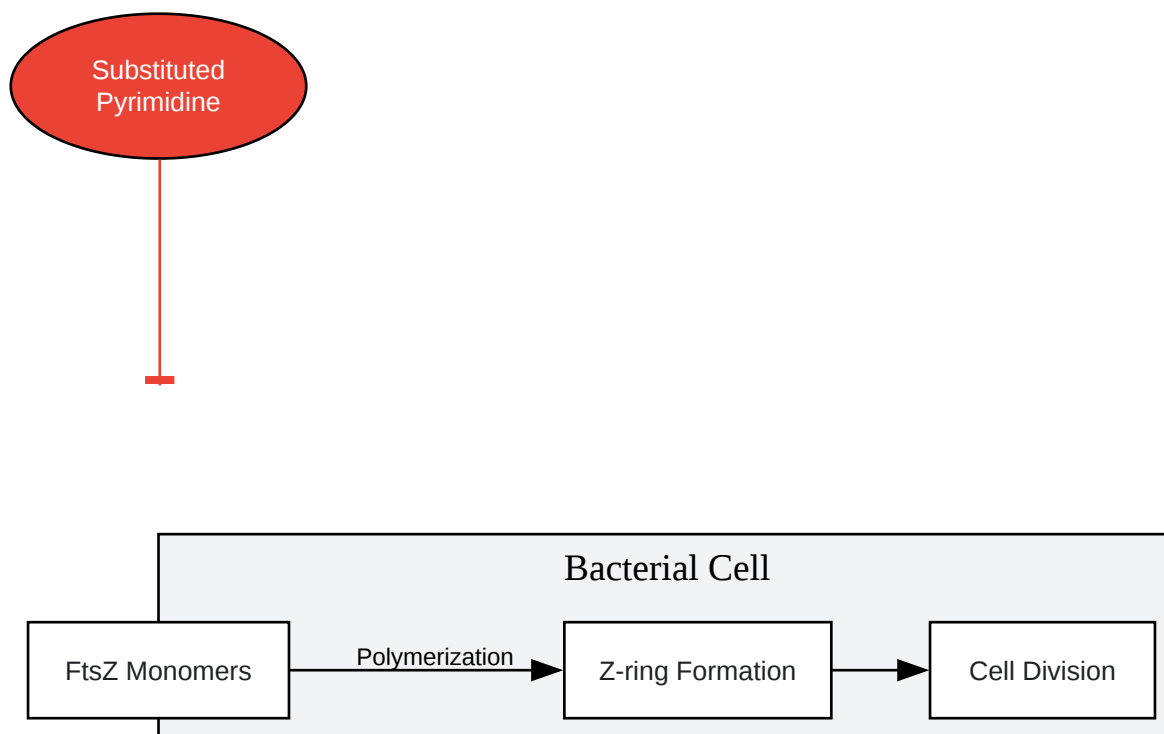 Substituted
Pyrimidine
Bacterial Cell
FtsZ Monomers
Polymerization
Z-ring Formation
Cell Division